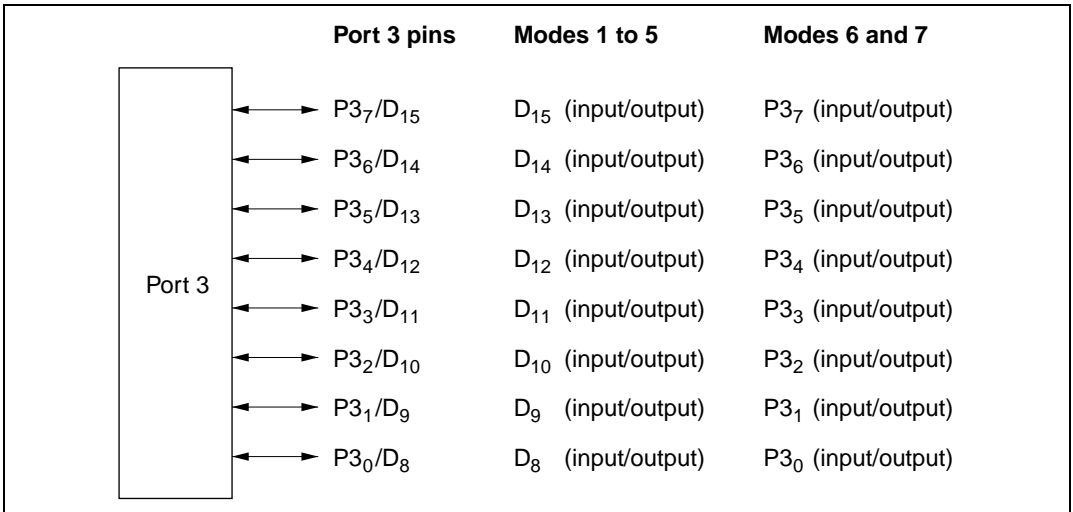 Port 3 pins Modes 1 to 5 Modes 6 and 7
P3₇/D₁₅ D₁₅ (input/output) P3₇ (input/output)
P3₆/D₁₄ D₁₄ (input/output) P3₆ (input/output)
P3₅/D₁₃ D₁₃ (input/output) P3₅ (input/output)
P3₄/D₁₂ D₁₂ (input/output) P3₄ (input/output)
Port 3
P3₃/D₁₁ D₁₁ (input/output) P3₃ (input/output)
P3₂/D₁₀ D₁₀ (input/output) P3₂ (input/output)
P3₁/D₉ D₉ (input/output) P3₁ (input/output)
P3₀/D₈ D₈ (input/output) P3₀ (input/output)